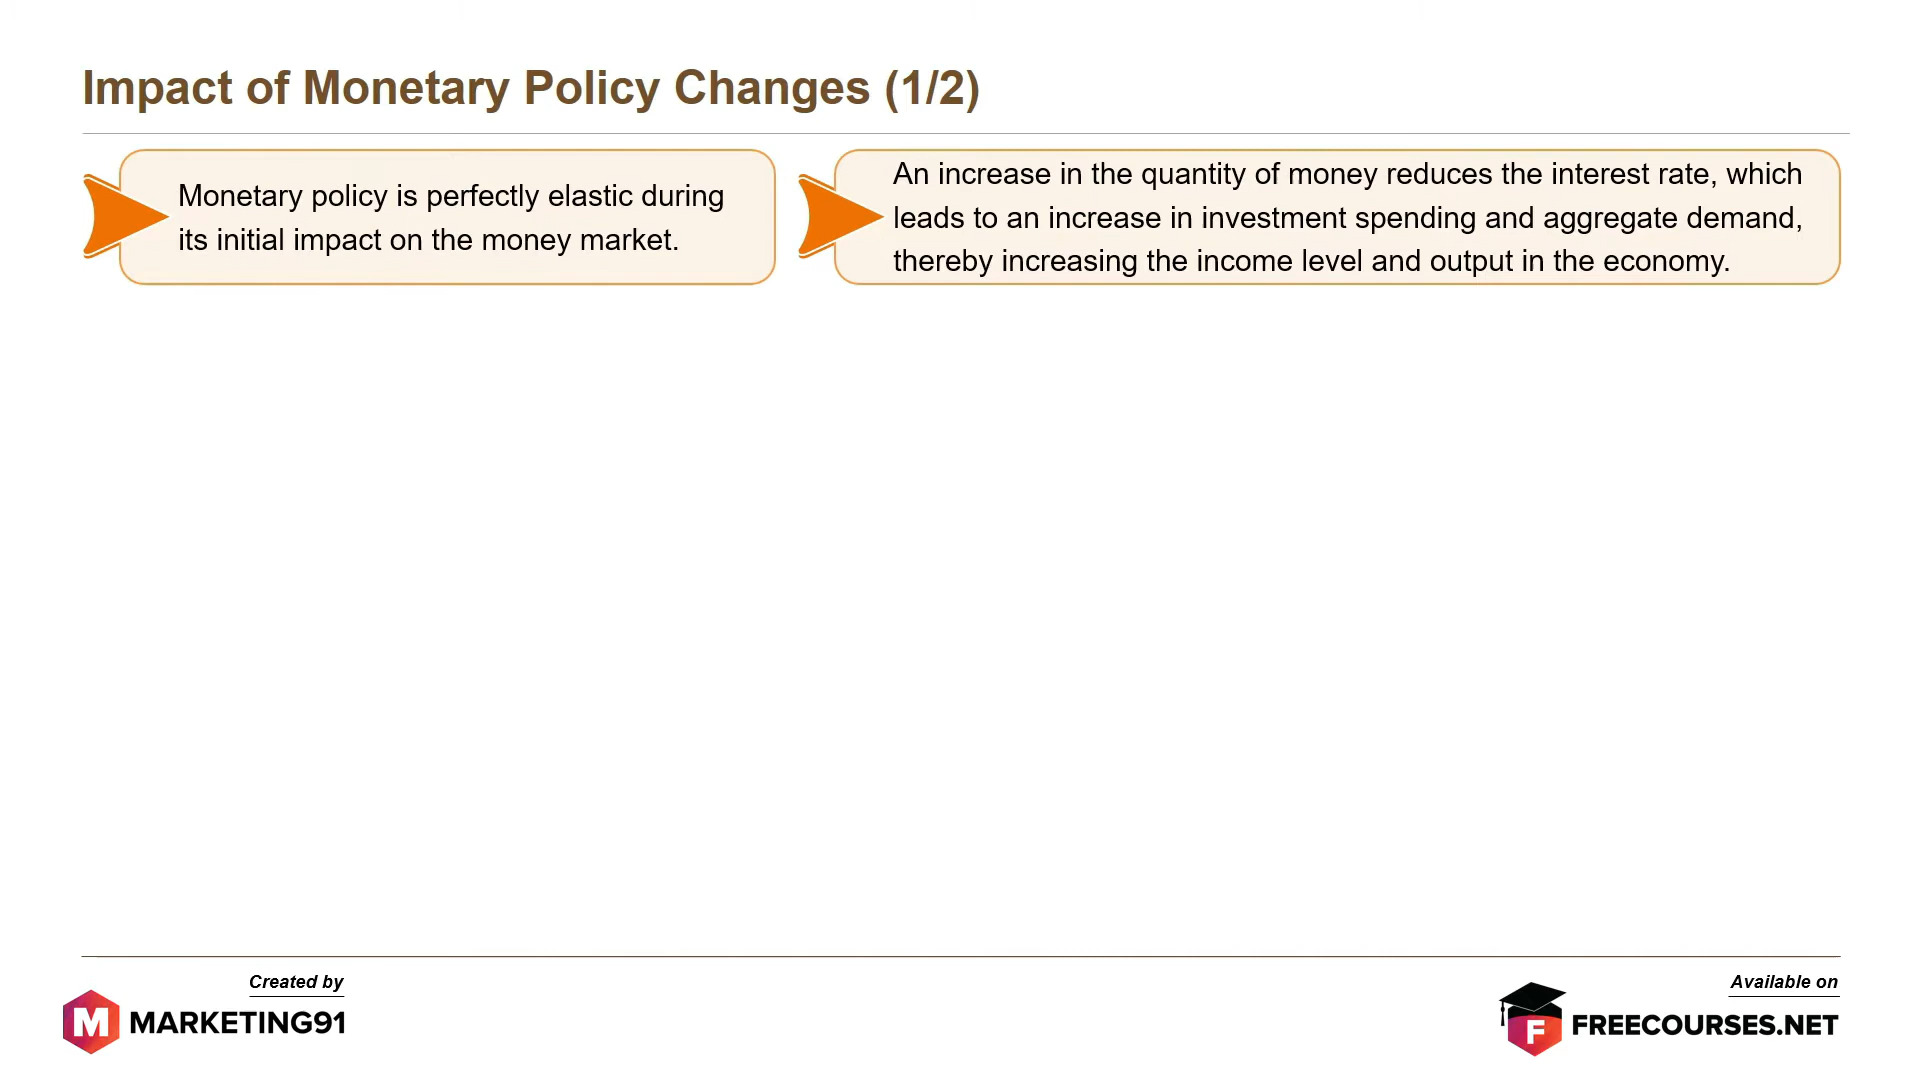 Impact of Monetary Policy Changes (1/2)
Monetary policy is perfectly elastic during
its initial impact on the money market.
An increase in the quantity of money reduces the interest rate, which
leads to an increase in investment spending and aggregate demand,
thereby increasing the income level and output in the economy.
Created by
M MARKETING91
Available on
F FREECOURSES.NET